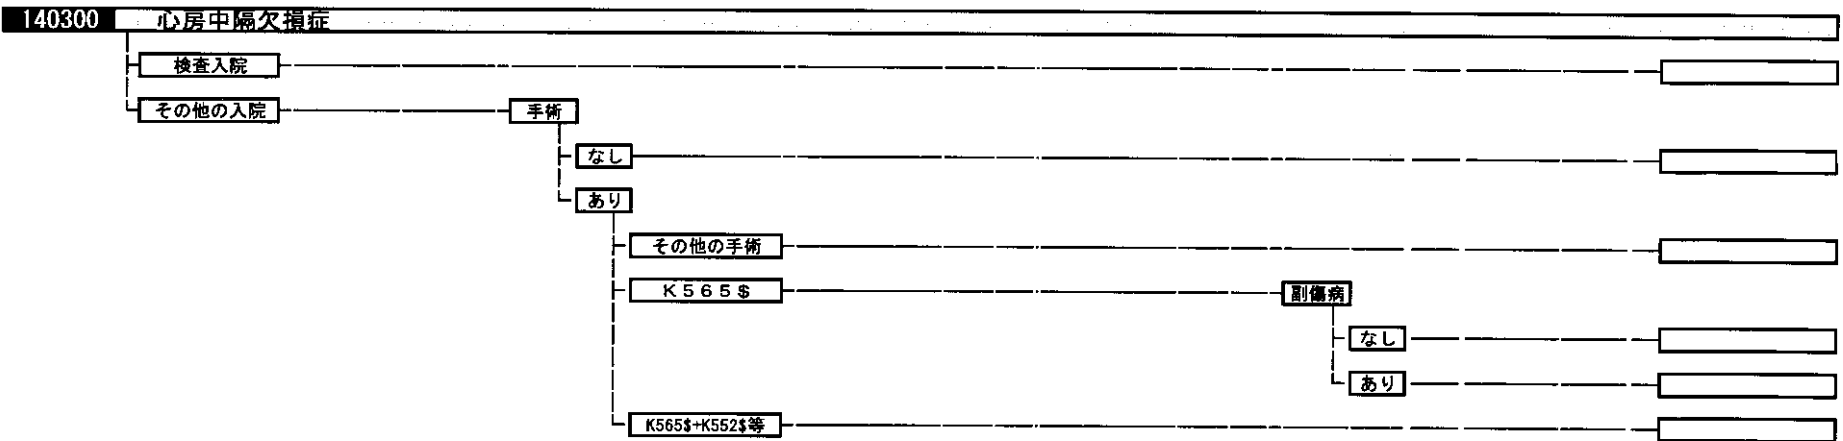 140300 心房中隔欠損症
検査入院
その他の入院 手術
なし
あり
その他の手術
K565$ 副傷病
なし
あり
K565$+K552$等